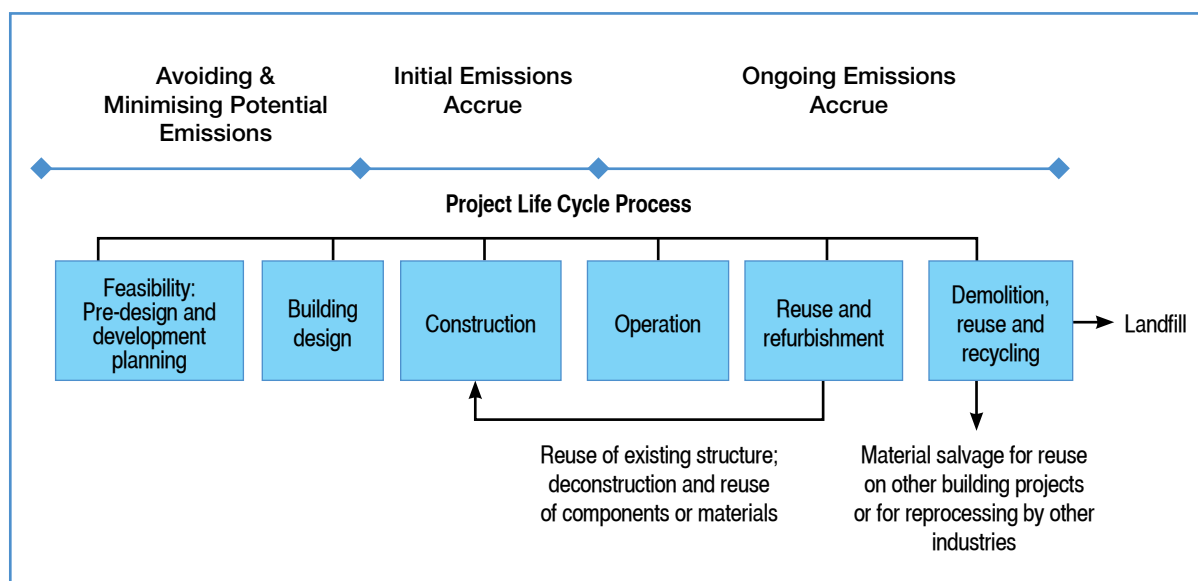 Avoiding &
Minimising Potential
Emissions
Initial Emissions
Accrue
Ongoing Emissions
Accrue
Project Life Cycle Process
Feasibility:
Pre-design and
development
planning
Building
design
Construction
Operation
Reuse and
refurbishment
Demolition,
reuse and
recycling
Landfill
Reuse of existing structure;
deconstruction and reuse
of components or materials
Material salvage for reuse
on other building projects
or for reprocessing by other
industries